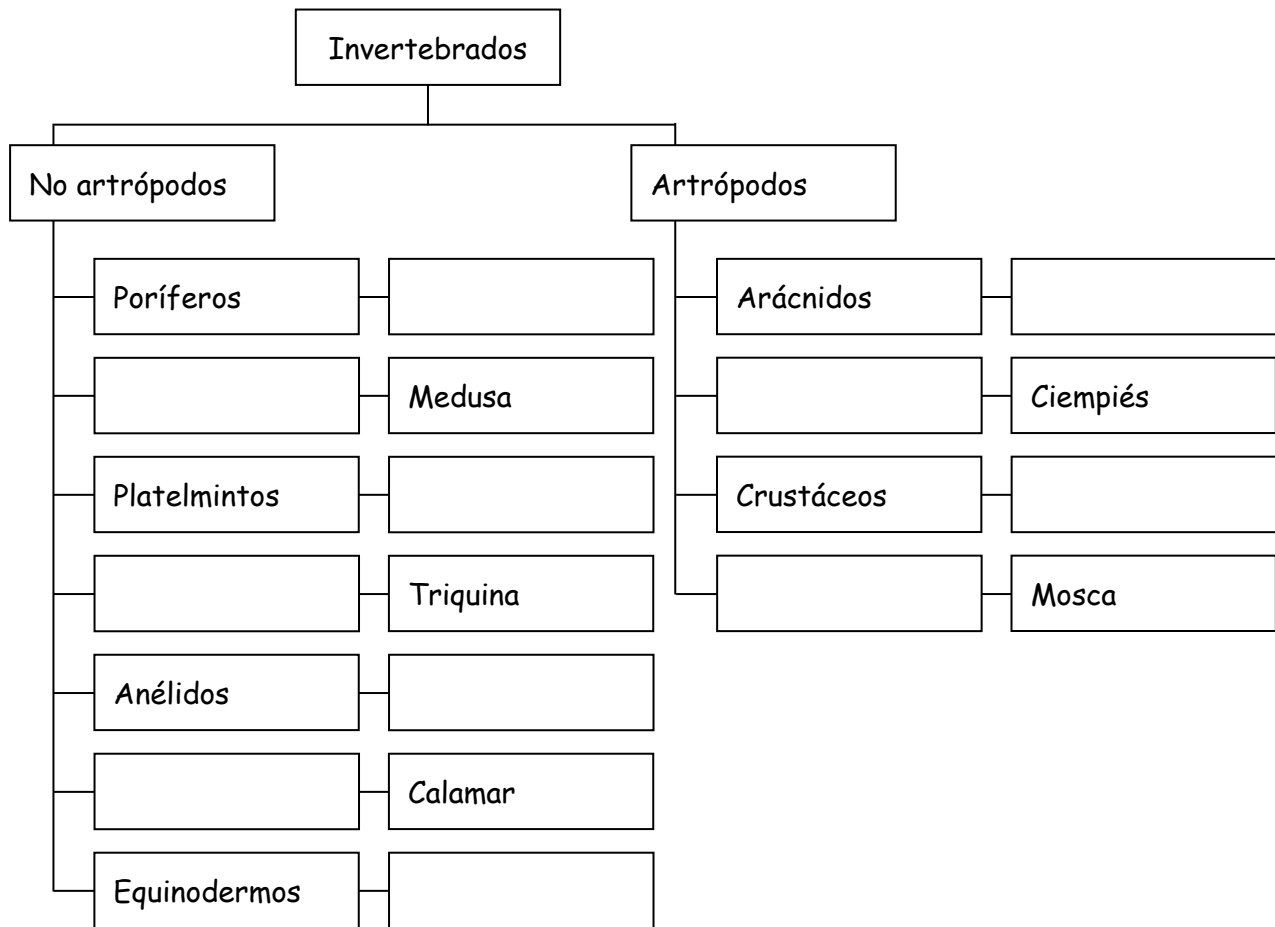 Invertebrados
No artrópodos
Artrópodos
Poríferos
Arácnidos
Medusa
Ciempiés
Platelmintos
Crustáceos
Triquina
Mosca
Anélidos
Calamar
Equinodermos